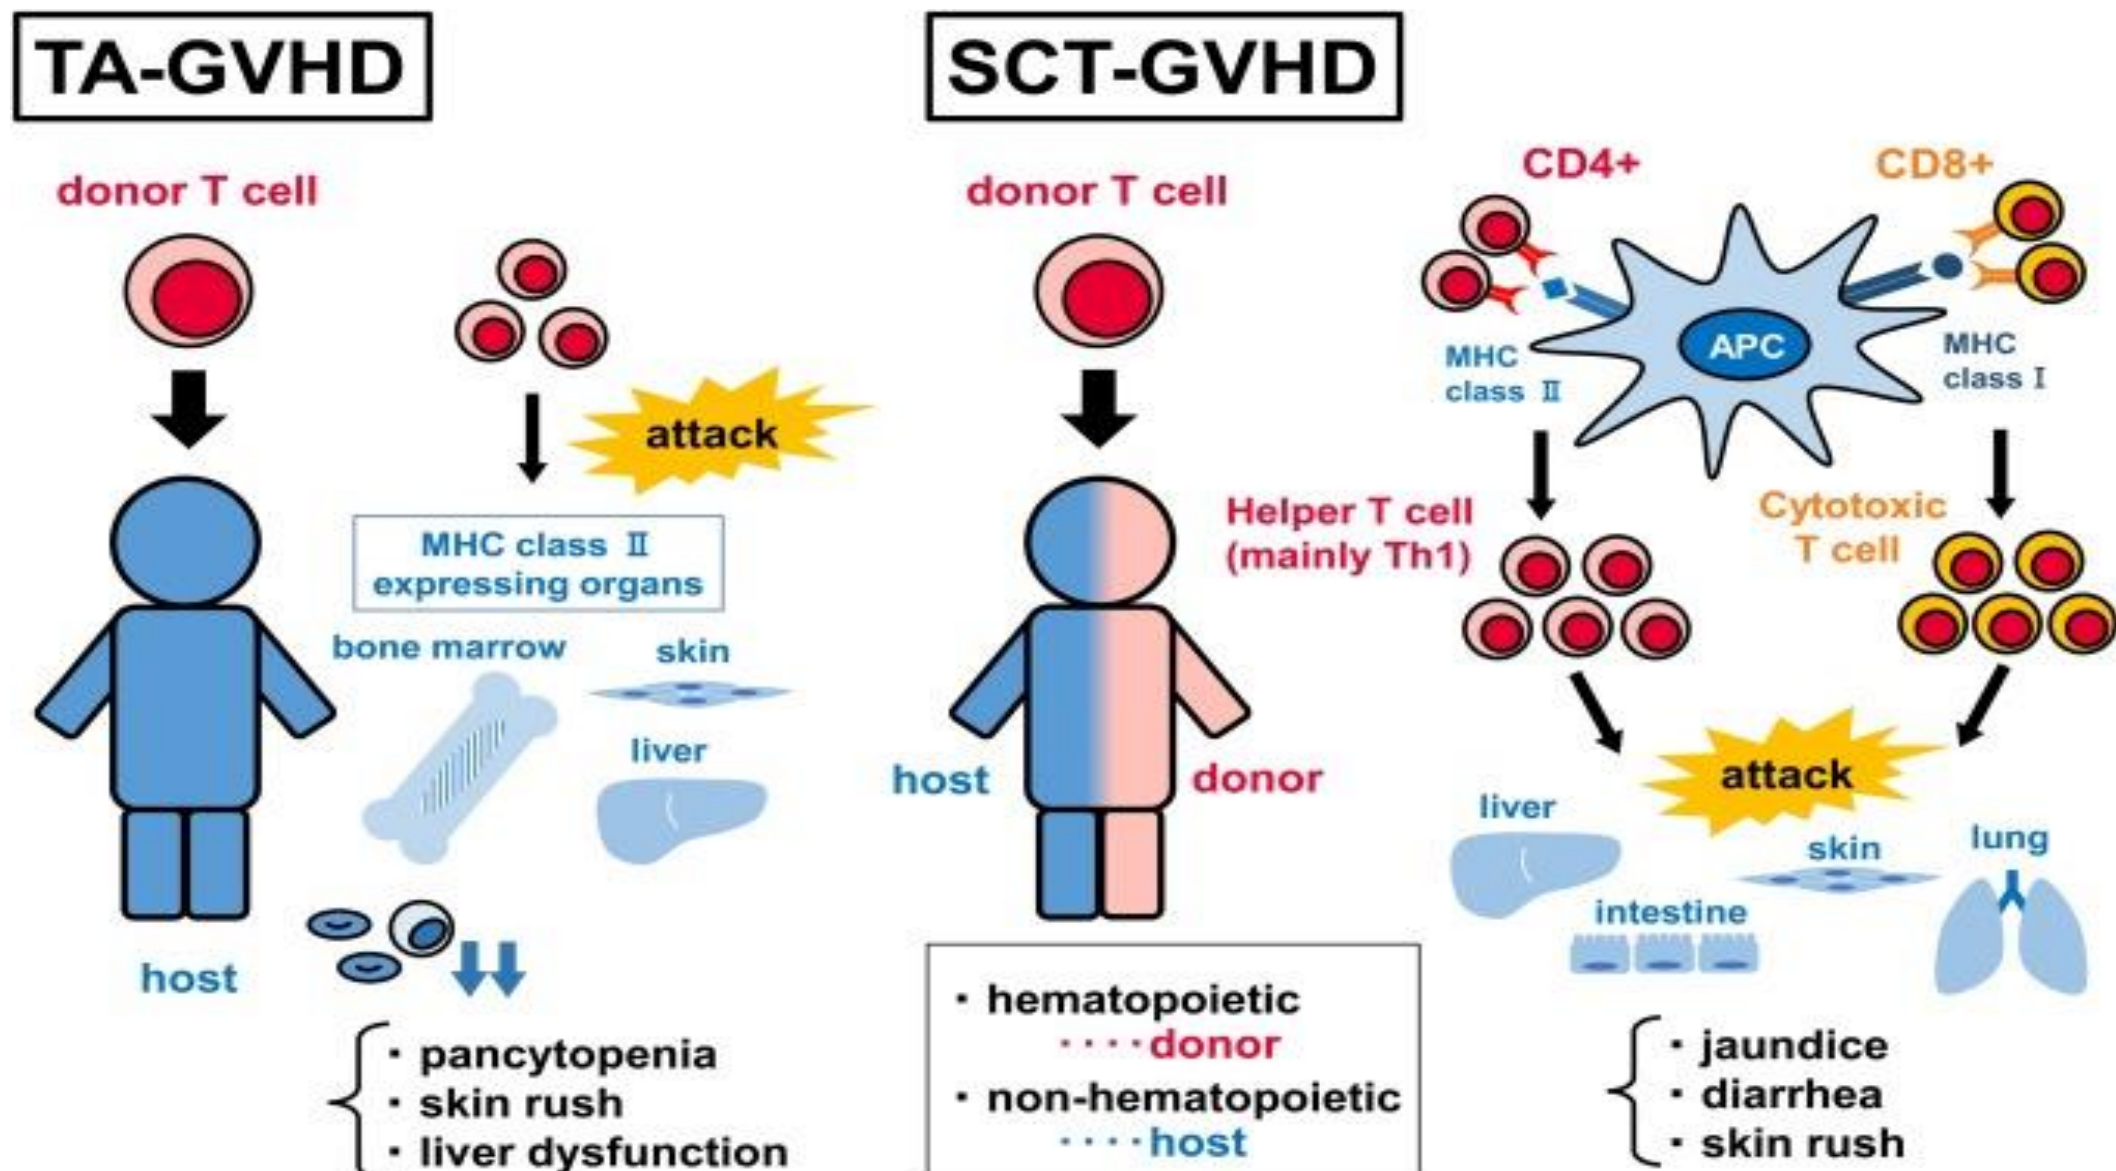 TA-GVHD
donor T cell
attack
MHC class Ⅱ
expressing organs
bone marrow
skin
liver
host
・ pancytopenia
・ skin rush
・ liver dysfunction
SCT-GVHD
donor T cell
host
donor
・ hematopoietic
····donor
・ non-hematopoietic
····host
CD4+
CD8+
APC
MHC
class Ⅱ
MHC
class Ⅰ
Helper T cell
(mainly Th1)
Cytotoxic
T cell
attack
liver
skin
lung
intestine
・ jaundice
・ diarrhea
・ skin rush